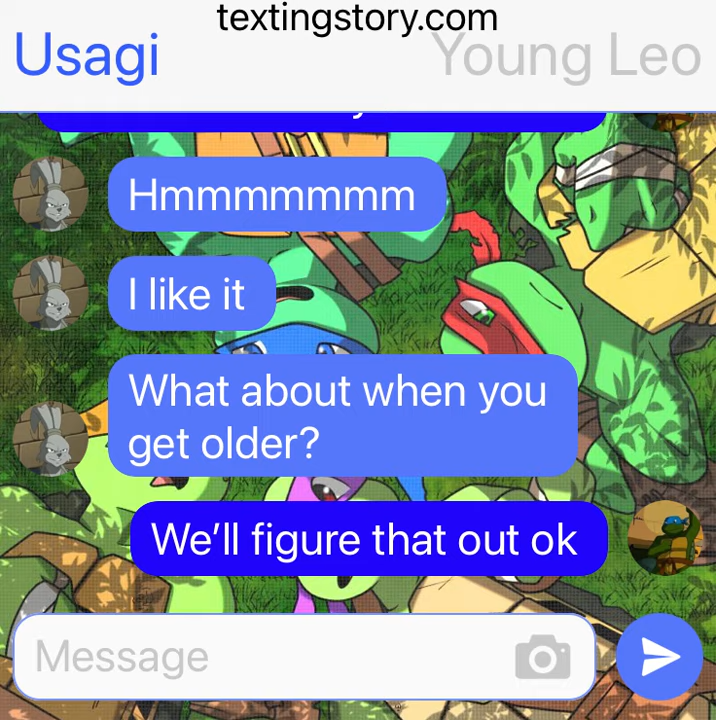 textingstory.com
Usagi
Young Leo
Hmmmmmmm
I like it
What about when you
get older?
We'll figure that out ok
Message